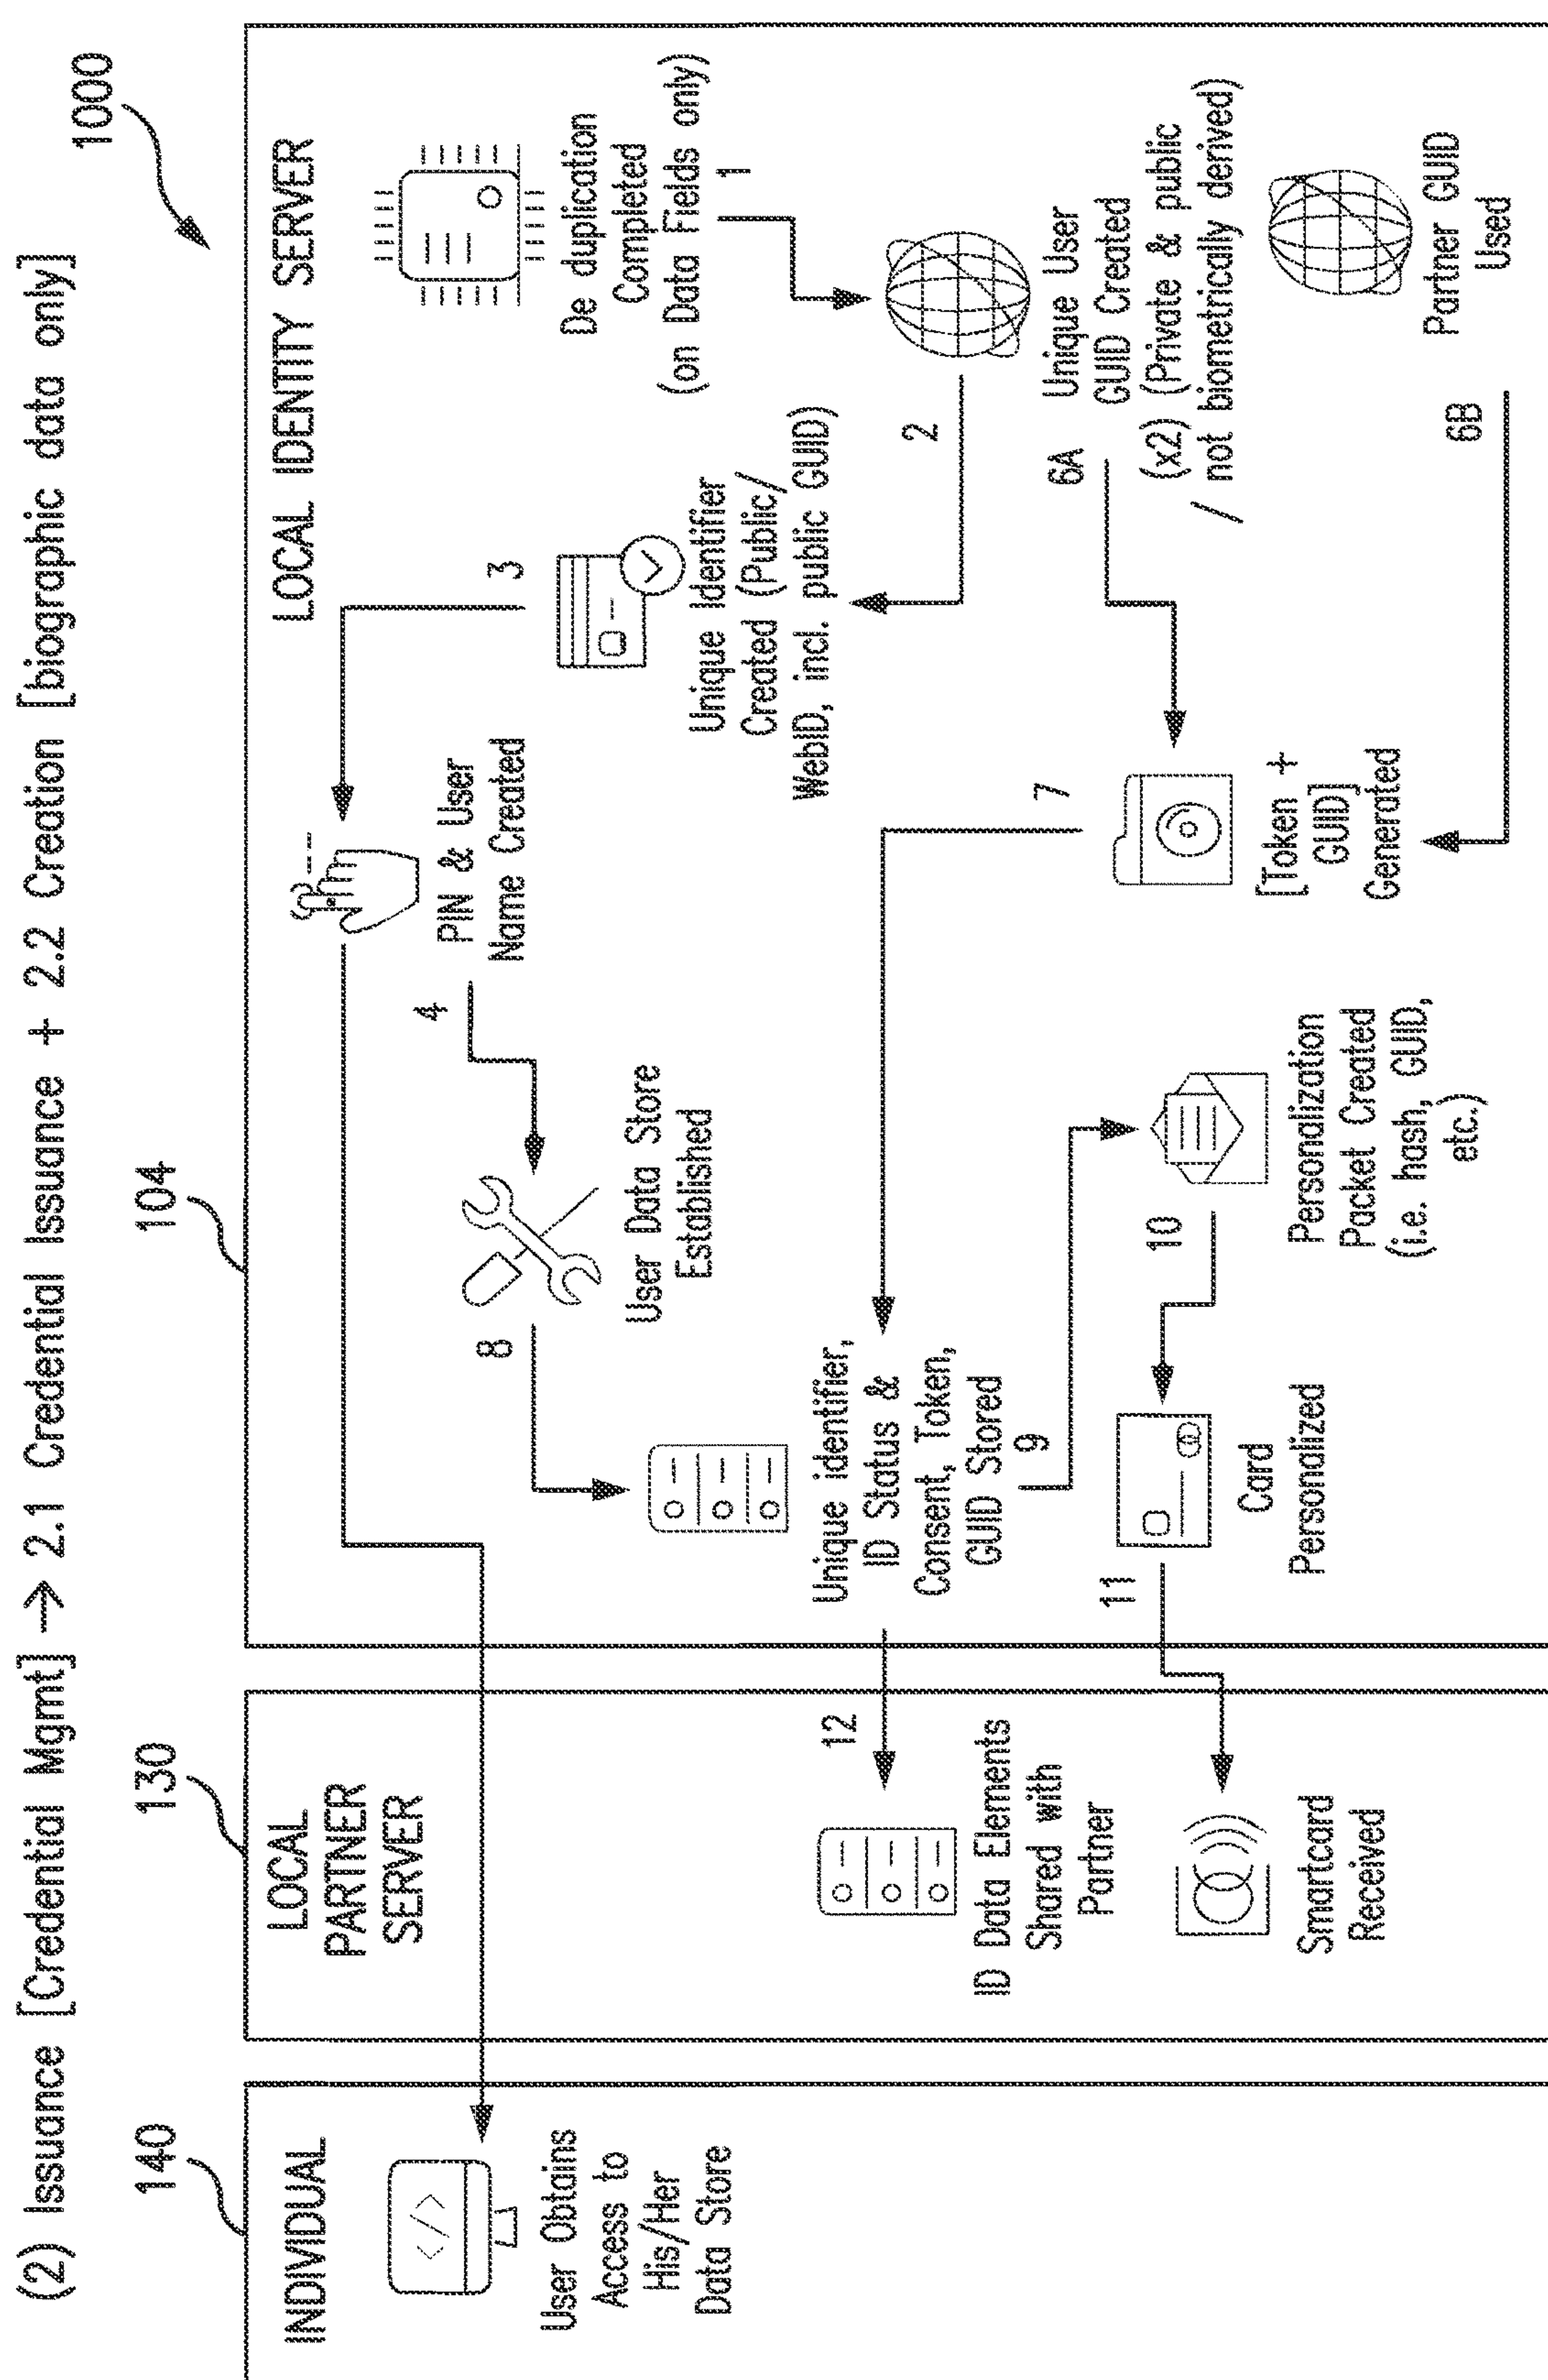 (2) Issuance [Credential Mgmt] → 2.1 Credential Issuance + 2.2 Creation [biographic data only]
1000
140
130
104
INDIVIDUAL
User Obtains
Access to
His/Her
Data Store
LOCAL
PARTNER
SERVER
12
ID Data Elements
Shared with
Partner
Smartcard
Received
LOCAL IDENTITY SERVER
De duplication
Completed
(on Data Fields only)
1
2
Unique User
GUID Created
(x2) (Private & public
/ not biometrically derived)
Partner GUID
Used
3
Unique Identifier
Created (Public/
WebID, incl. public GUID)
PIN & User
Name Created
4
User Data Store
Established
8
6A
6B
7
[Token +
GUID]
Generated
Unique identifier,
ID Status &
Consent, Token,
GUID Stored
9
Personalization
Packet Created
(i.e. hash, GUID,
etc.)
10
Card
Personalized
11